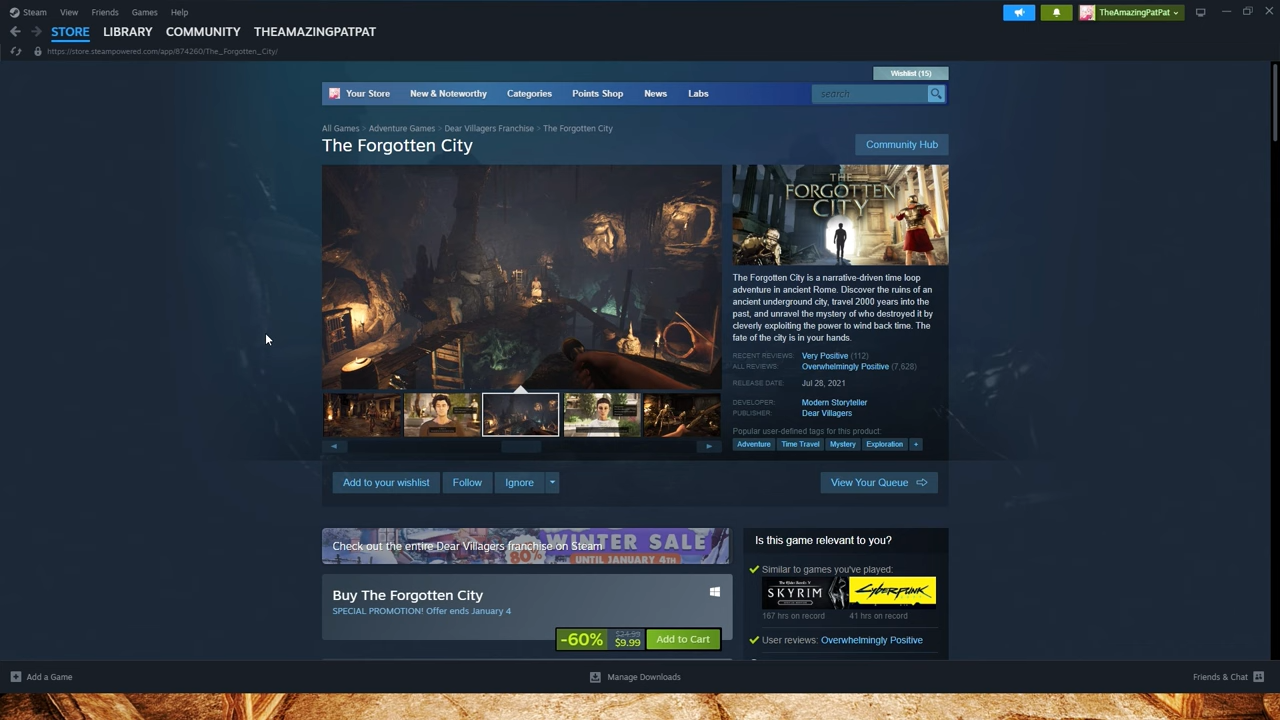 Steam View Friends Games Help TheAmazingPatPat
STORE LIBRARY COMMUNITY THEAMAZINGPATPAT
https://store.steampowered.com/app/874260/The_Forgotten_City/
Wishlist (15)
Your Store New & Noteworthy Categories Points Shop News Labs search
All Games > Adventure Games > Dear Villagers Franchise > The Forgotten City
The Forgotten City
Community Hub
THE
FORGOTTEN
CITY
The Forgotten City is a narrative-driven time loop
adventure in ancient Rome. Discover the ruins of an
ancient underground city, travel 2000 years into the
past, and unravel the mystery of who destroyed it by
cleverly exploiting the power to wind back time. The
fate of the city is in your hands.
RECENT REVIEWS: Very Positive (112)
ALL REVIEWS: Overwhelmingly Positive (7,628)
RELEASE DATE: Jul 28, 2021
DEVELOPER: Modern Storyteller
PUBLISHER: Dear Villagers
Popular user-defined tags for this product:
Adventure Time Travel Mystery Exploration +
Add to your wishlist Follow Ignore View Your Queue
Check out the entire Dear Villagers franchise on Steam
WINTER SALE
80%
UNTIL JANUARY 4TH
Buy The Forgotten City
SPECIAL PROMOTION! Offer ends January 4
-60% $24.99 $9.99 Add to Cart
Is this game relevant to you?
Similar to games you've played:
SKYRIM Cyberpunk
167 hrs on record 41 hrs on record
User reviews: Overwhelmingly Positive
Add a Game Manage Downloads Friends & Chat